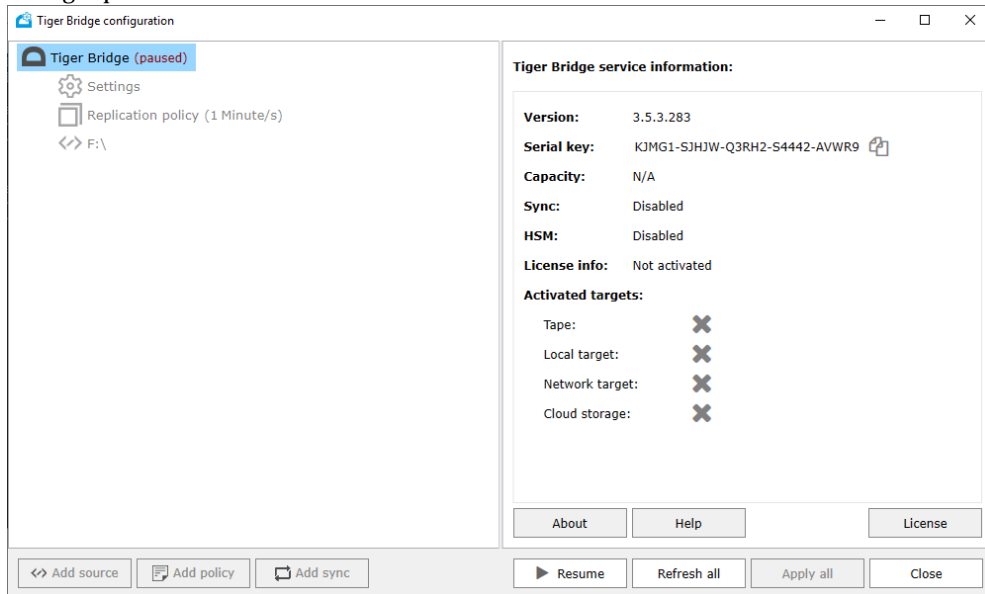 Tiger Bridge configuration
Tiger Bridge (paused)
Settings
Replication policy (1 Minute/s)
F:\
Tiger Bridge service information:
Version: 3.5.3.283
Serial key: KJMG1-SJHJW-Q3RH2-S4442-AVWR9
Capacity: N/A
Sync: Disabled
HSM: Disabled
License info: Not activated
Activated targets:
Tape:
Local target:
Network target:
Cloud storage:
About Help License
Add source Add policy Add sync Resume Refresh all Apply all Close